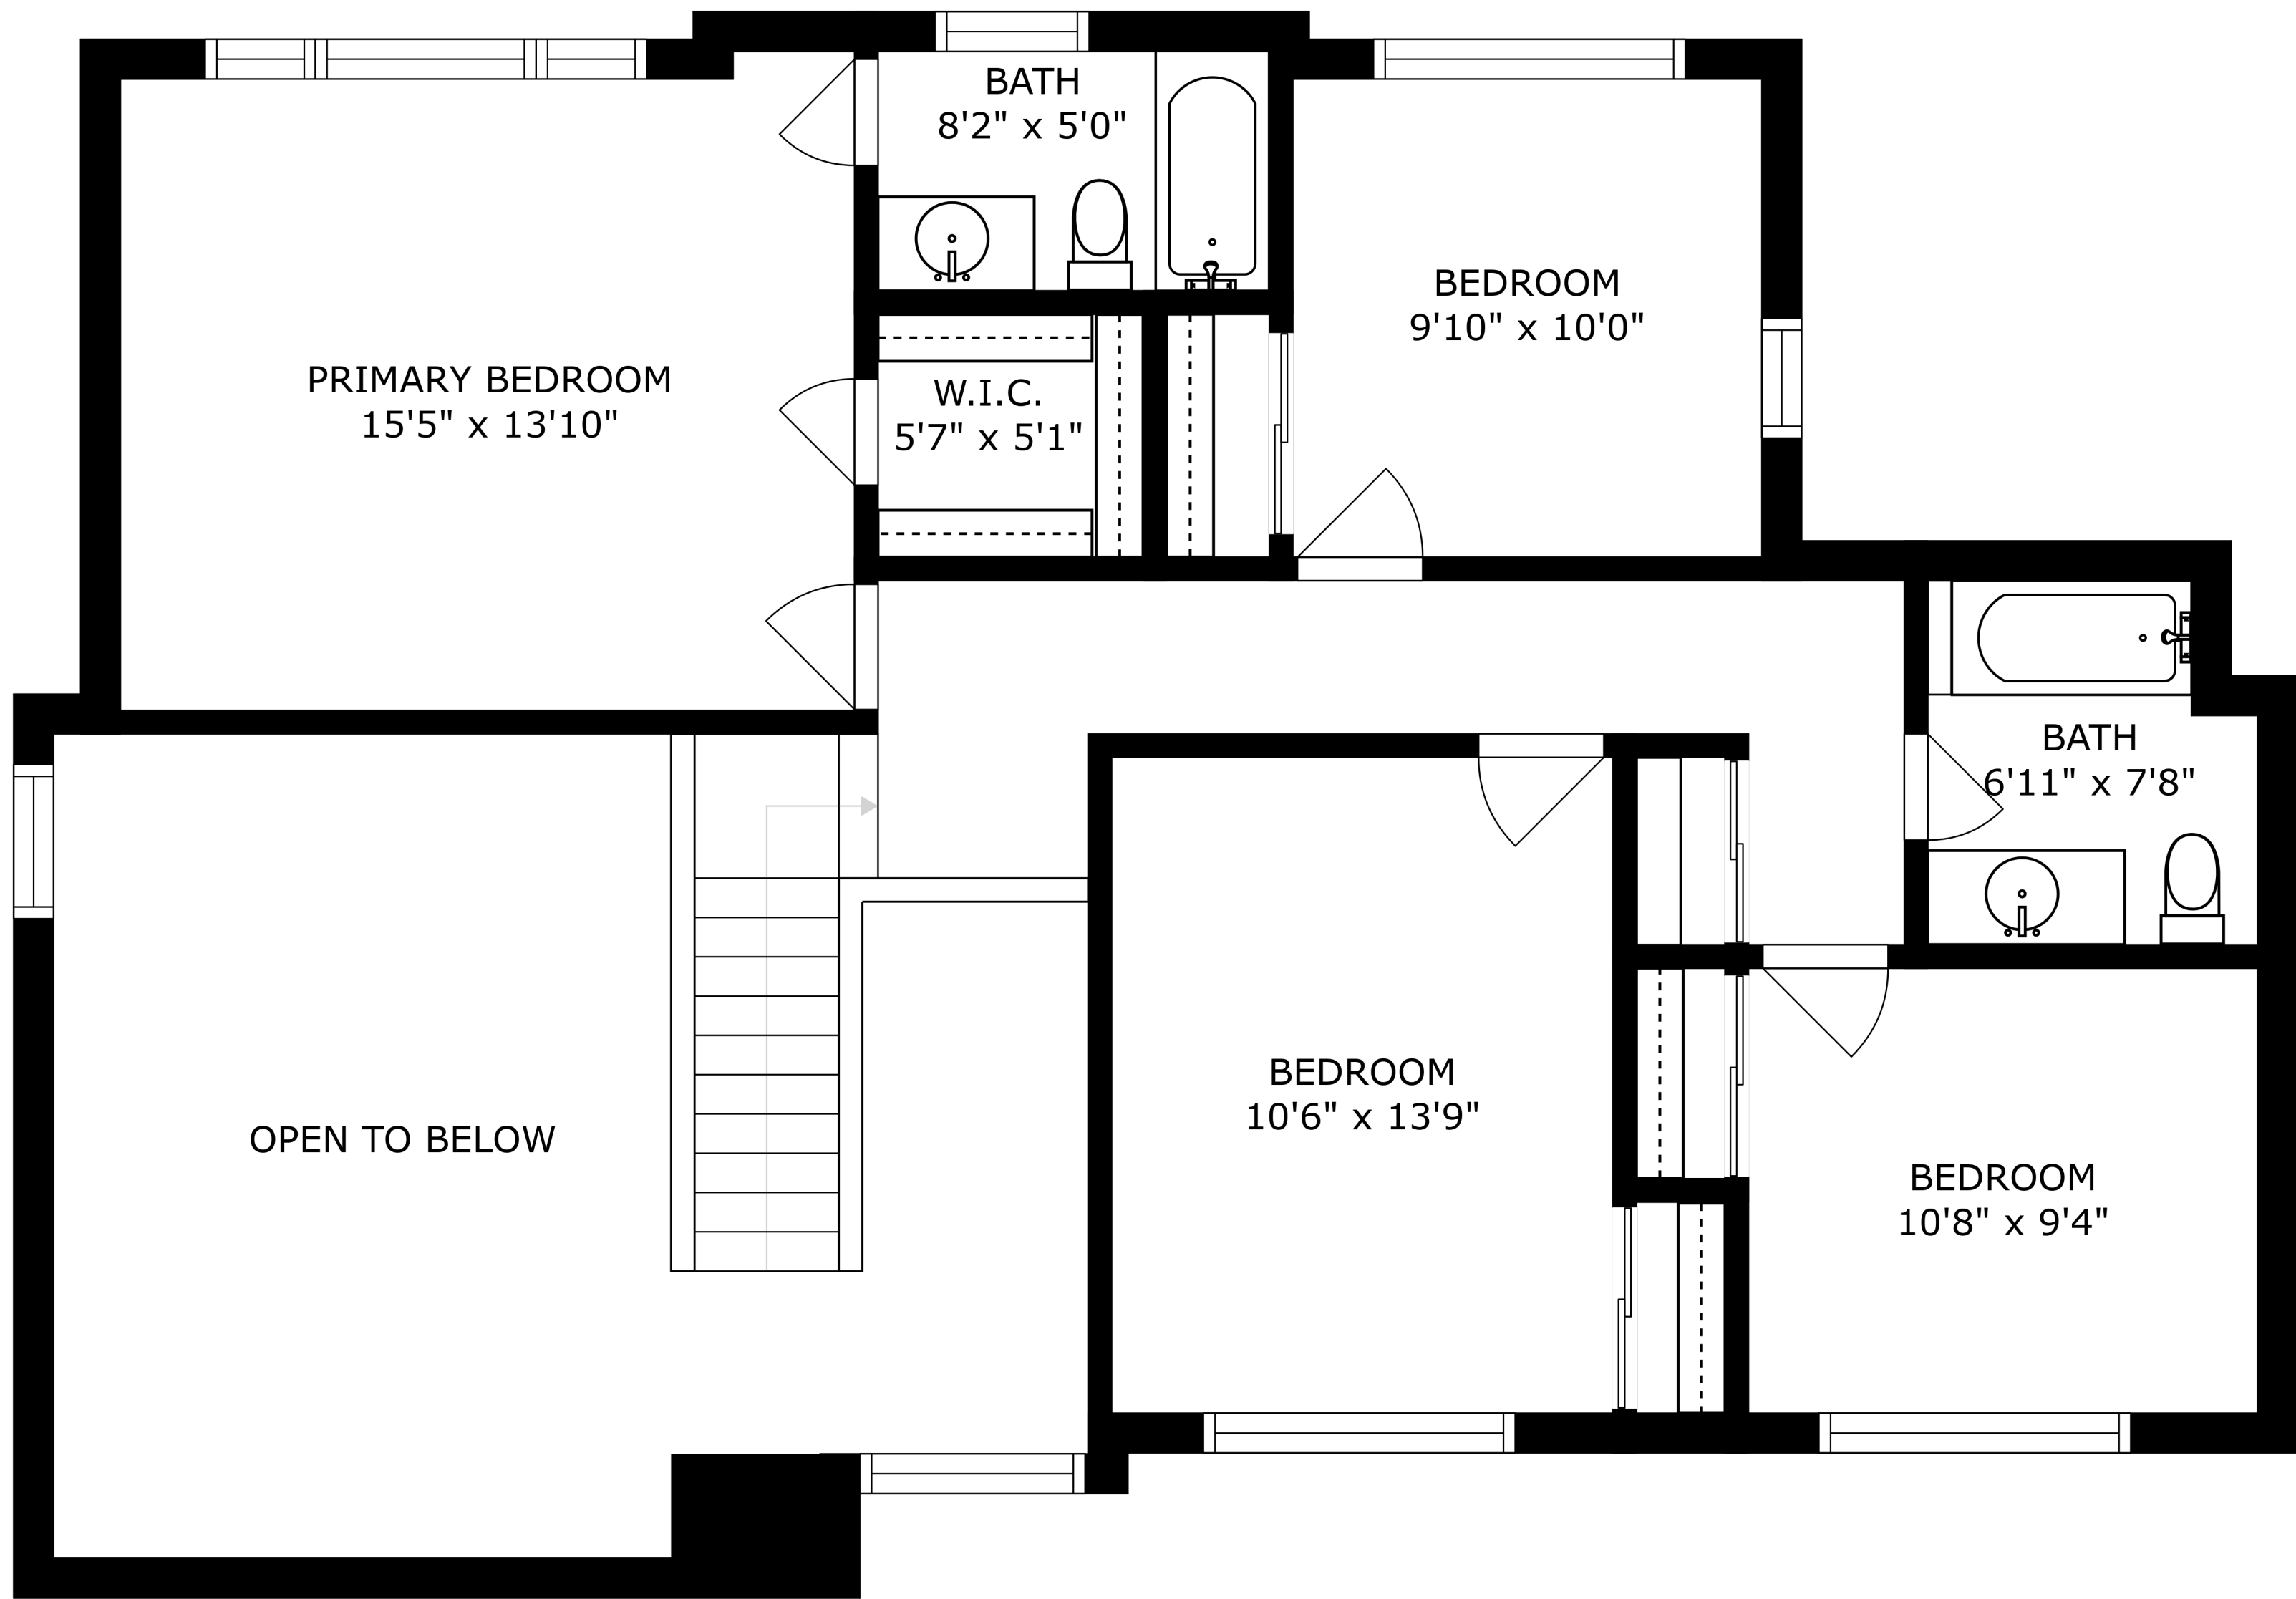 BATH
8'2" x 5'0"
BEDROOM
9'10" x 10'0"
PRIMARY BEDROOM
15'5" x 13'10"
W.I.C.
5'7" x 5'1"
BATH
6'11" x 7'8"
BEDROOM
10'6" x 13'9"
OPEN TO BELOW
BEDROOM
10'8" x 9'4"